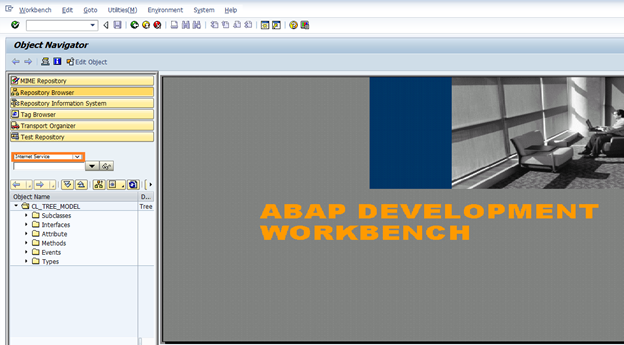 Workbench Edit Goto Utilities(M) Environment System Help
Object Navigator
Edit Object
MIME Repository
Repository Browser
Repository Information System
Tag Browser
Transport Organizer
Test Repository
Internet Service
Object Name D...
CL_TREE_MODEL Tree
Subclasses
Interfaces
Attribute
Methods
Events
Types
ABAP DEVELOPMENT
WORKBENCH